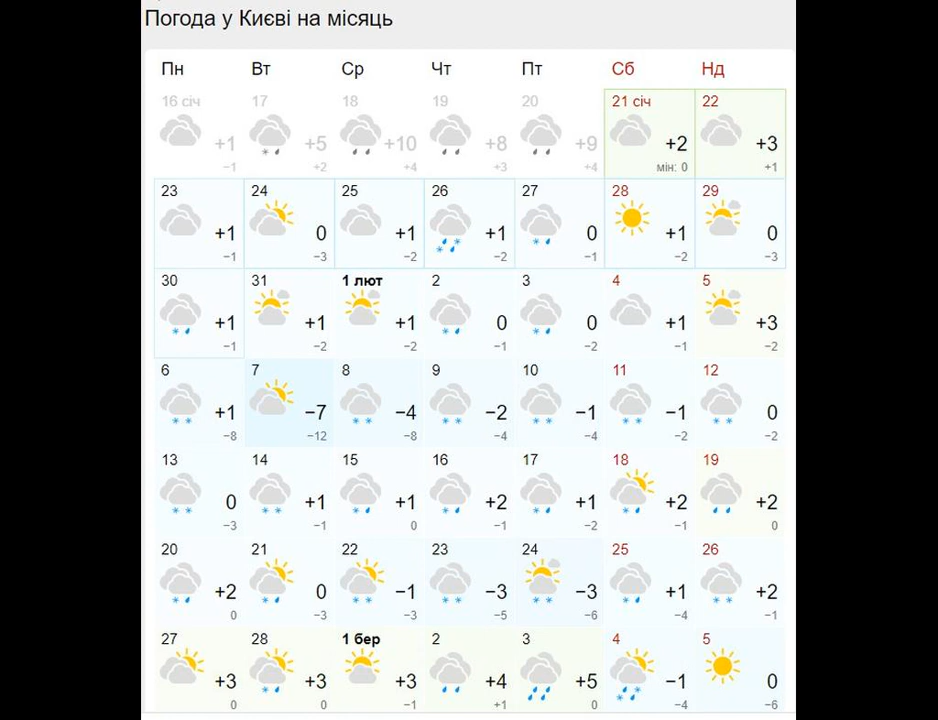 Погода у Києві на місяць
Пн Вт Ср Чт Пт Сб Нд
16 січ 17 18 19 20 21 січ 22
+1 +5 +10 +8 +9 +2 +3
−1 +2 +4 +3 +4 мін: 0 +1
23 24 25 26 27 28 29
+1 0 +1 +1 0 +1 0
−1 −3 −2 −2 −1 −2 −3
30 31 1 лют 2 3 4 5
+1 +1 +1 0 0 +1 +3
−1 −2 −2 −1 −2 −1 −2
6 7 8 9 10 11 12
+1 −7 −4 −2 −1 −1 0
−8 −12 −8 −4 −4 −2 −2
13 14 15 16 17 18 19
0 +1 +1 +2 +1 +2 +2
−3 −1 0 −1 −2 −1 0
20 21 22 23 24 25 26
+2 0 −1 −3 −3 +1 +2
0 −3 −3 −5 −6 −4 −1
27 28 1 бер 2 3 4 5
+3 +3 +3 +4 +5 −1 0
0 0 −1 +1 0 −4 −6